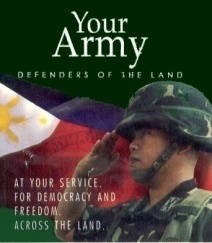 Your
Army
DEFENDERS OF THE LAND
AT YOUR SERVICE.
FOR DEMOCRACY AND
FREEDOM.
ACROSS THE LAND.